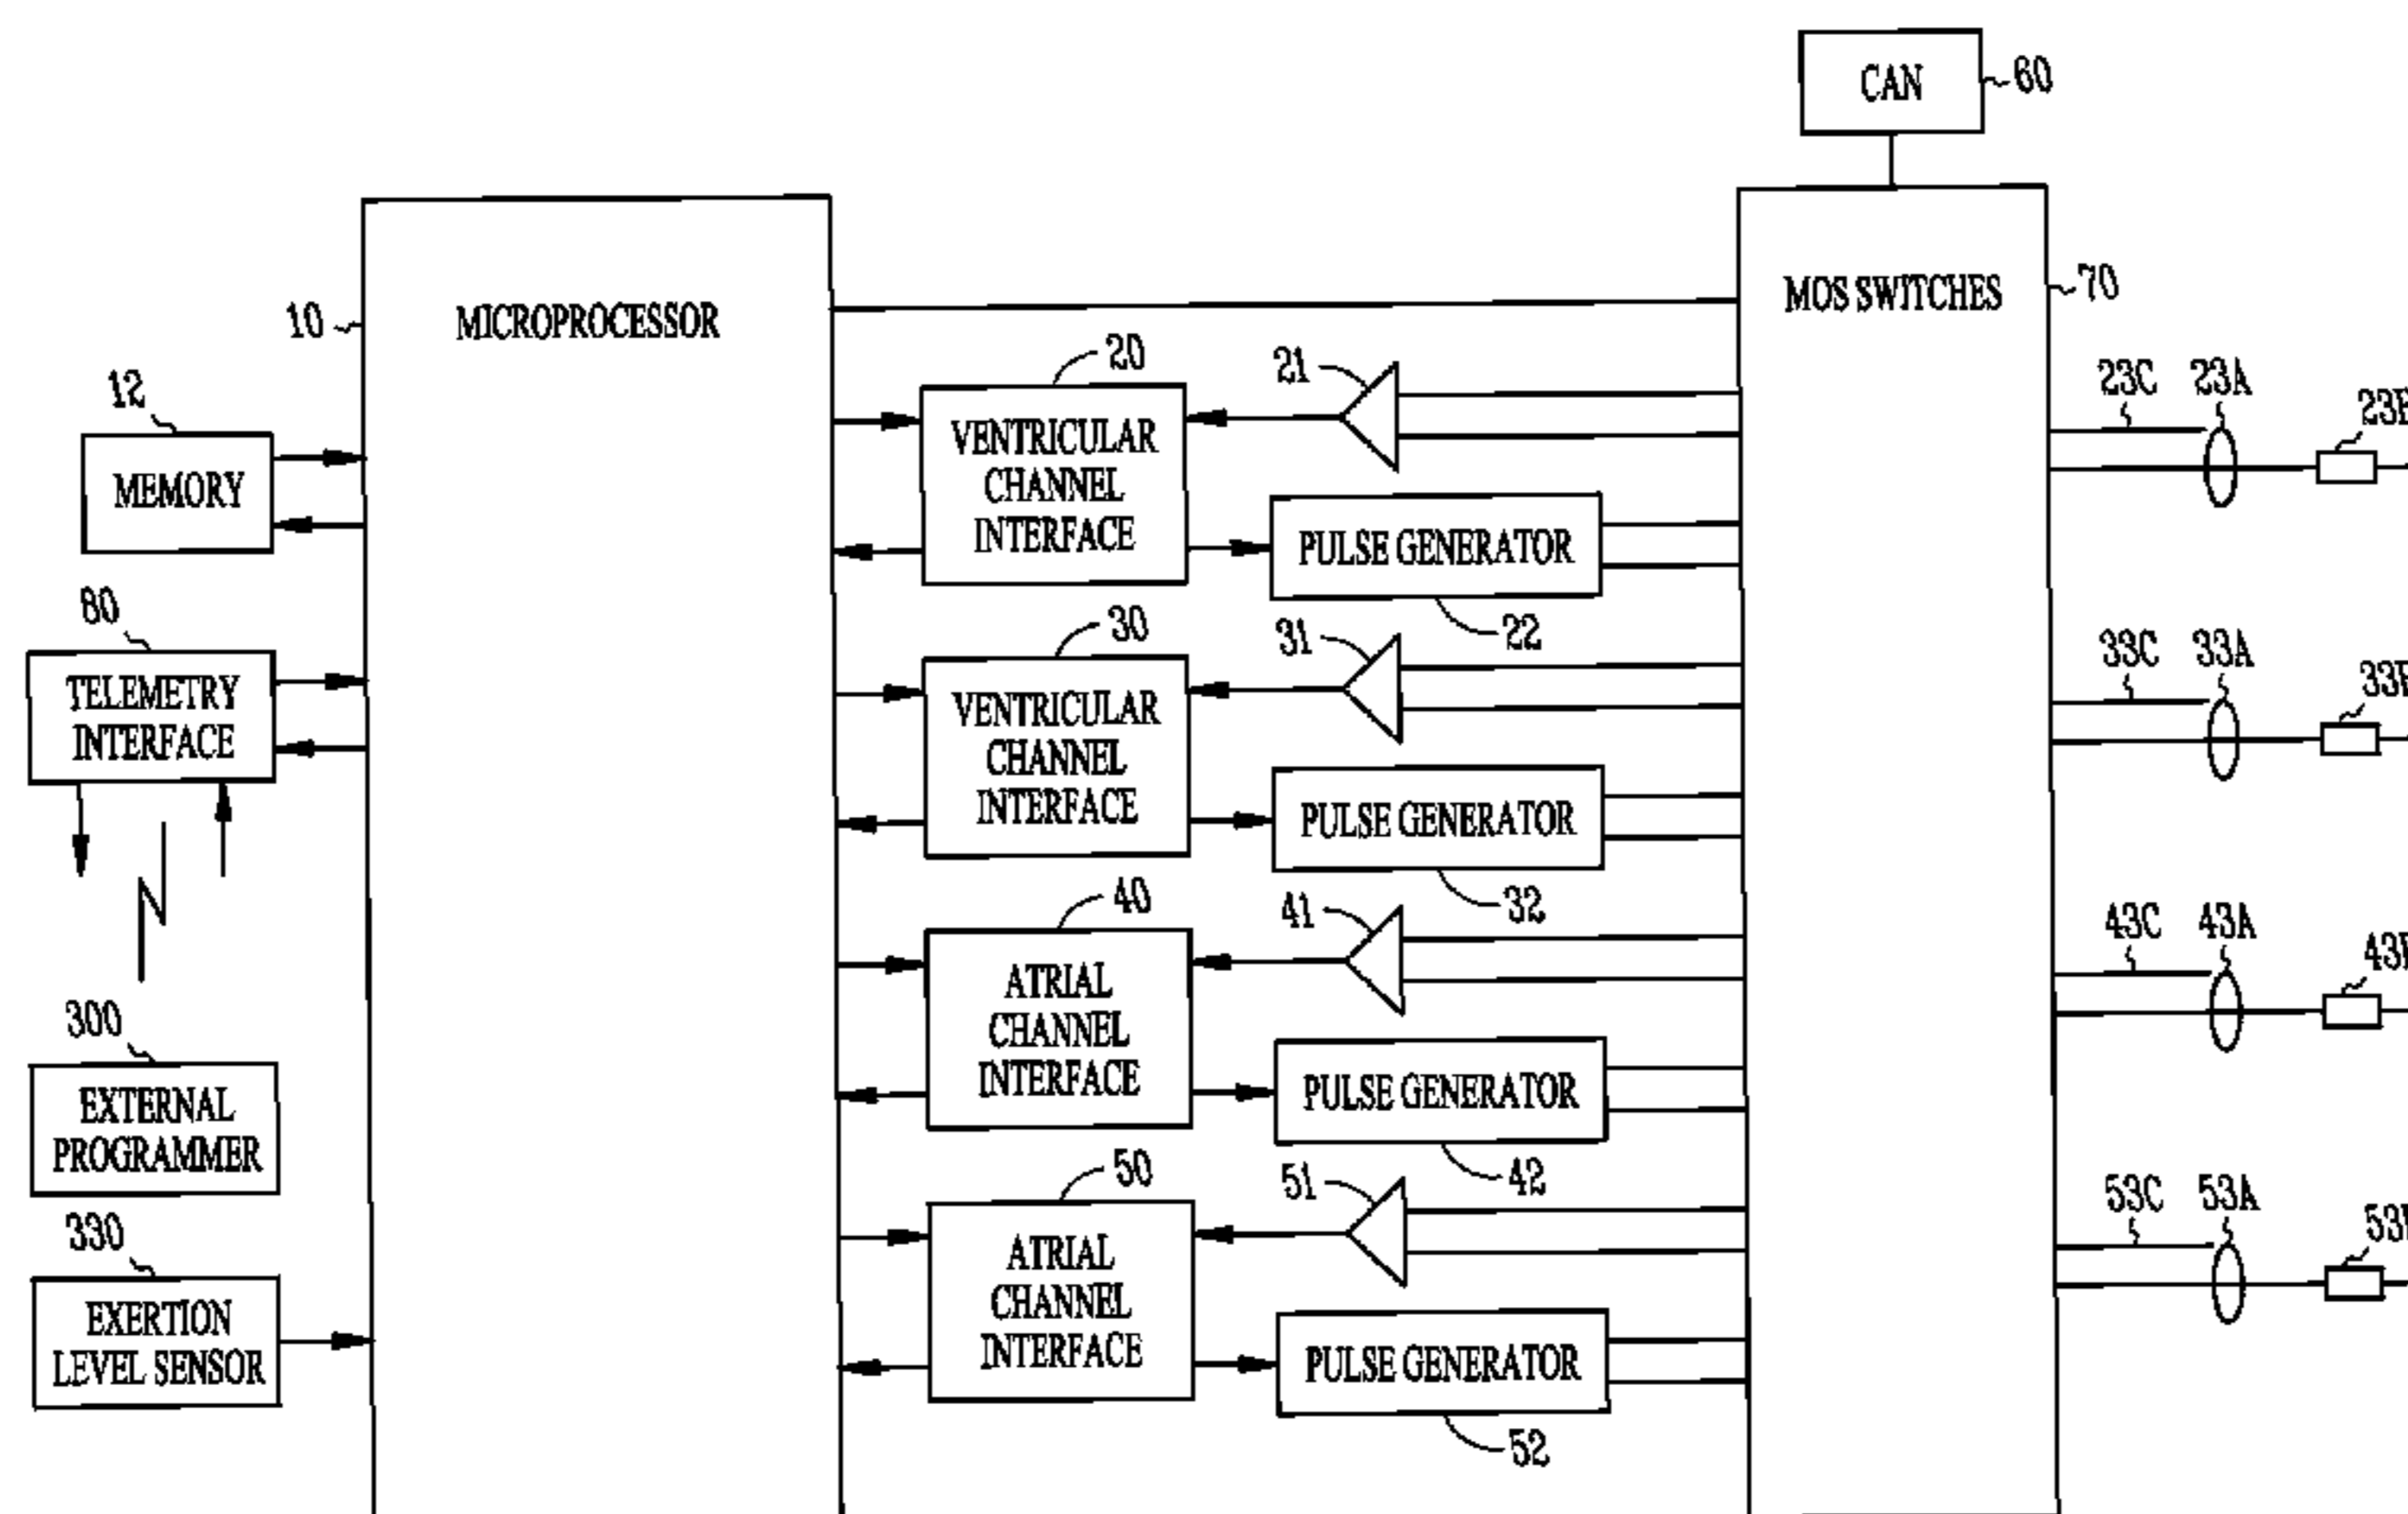 CAN
60
MICROPROCESSOR
10
MOS SWITCHES
70
12
MEMORY
20
VENTRICULAR
CHANNEL
INTERFACE
21
PULSE GENERATOR
22
23C
23A
80
TELEMETRY
INTERFACE
30
VENTRICULAR
CHANNEL
INTERFACE
31
PULSE GENERATOR
32
33C
33A
40
ATRIAL
CHANNEL
INTERFACE
41
PULSE GENERATOR
42
43C
43A
300
EXTERNAL
PROGRAMMER
50
ATRIAL
CHANNEL
INTERFACE
51
PULSE GENERATOR
52
53C
53A
330
EXERTION
LEVEL SENSOR